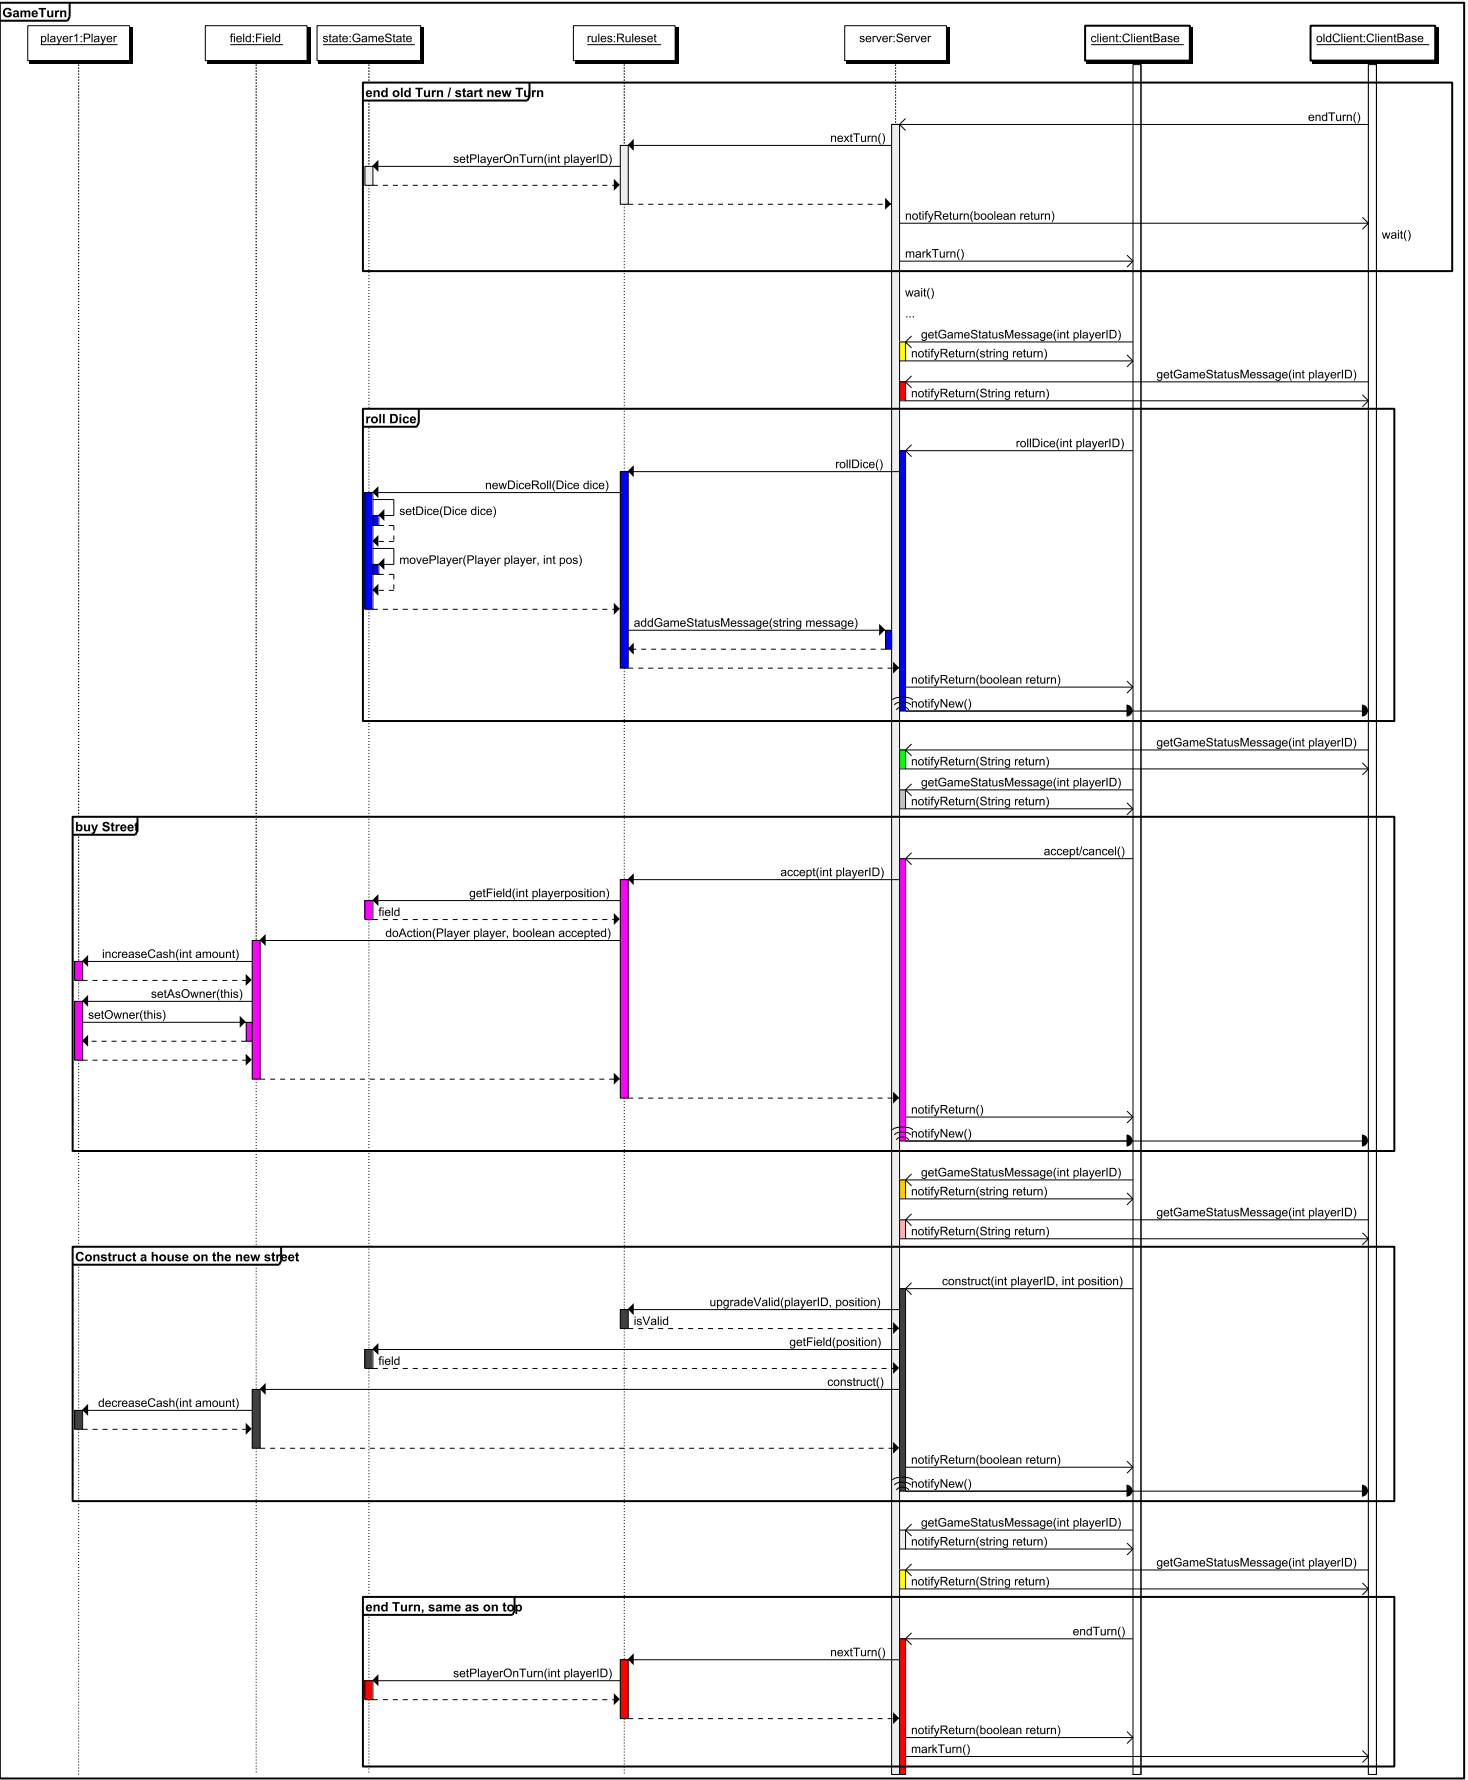 GameTurn
player1:Player
field:Field
state:GameState
rules:Ruleset
server:Server
client:ClientBase
oldClient:ClientBase
end old Turn / start new Turn
endTurn()
nextTurn()
setPlayerOnTurn(int playerID)
notifyReturn(boolean return)
wait()
markTurn()
wait()
...
getGameStatusMessage(int playerID)
notifyReturn(string return)
getGameStatusMessage(int playerID)
notifyReturn(String return)
roll Dice
rollDice(int playerID)
rollDice()
newDiceRoll(Dice dice)
setDice(Dice dice)
movePlayer(Player player, int pos)
addGameStatusMessage(string message)
notifyReturn(boolean return)
notifyNew()
getGameStatusMessage(int playerID)
notifyReturn(String return)
getGameStatusMessage(int playerID)
notifyReturn(String return)
buy Street
accept/cancel()
accept(int playerID)
getField(int playerposition)
field
doAction(Player player, boolean accepted)
increaseCash(int amount)
setAsOwner(this)
setOwner(this)
notifyReturn()
notifyNew()
getGameStatusMessage(int playerID)
notifyReturn(string return)
getGameStatusMessage(int playerID)
notifyReturn(String return)
Construct a house on the new street
construct(int playerID, int position)
upgradeValid(playerID, position)
isValid
getField(position)
field
construct()
decreaseCash(int amount)
notifyReturn(boolean return)
notifyNew()
getGameStatusMessage(int playerID)
notifyReturn(string return)
getGameStatusMessage(int playerID)
notifyReturn(String return)
end Turn, same as on top
endTurn()
nextTurn()
setPlayerOnTurn(int playerID)
notifyReturn(boolean return)
markTurn()